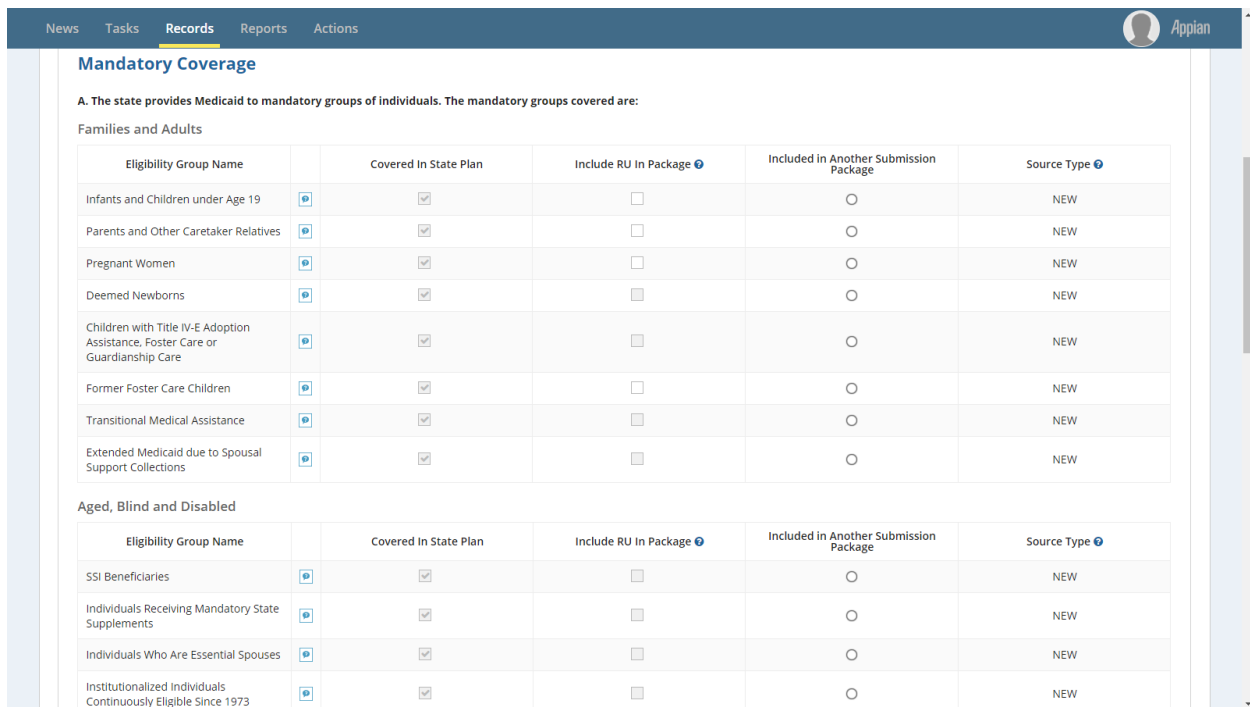 News Tasks Records Reports Actions Appian
Mandatory Coverage
A. The state provides Medicaid to mandatory groups of individuals. The mandatory groups covered are:
Families and Adults
Eligibility Group Name Covered In State Plan Include RU In Package Included in Another Submission Package Source Type
Infants and Children under Age 19 NEW
Parents and Other Caretaker Relatives NEW
Pregnant Women NEW
Deemed Newborns NEW
Children with Title IV-E Adoption
Assistance, Foster Care or NEW
Guardianship Care
Former Foster Care Children NEW
Transitional Medical Assistance NEW
Extended Medicaid due to Spousal
Support Collections NEW
Aged, Blind and Disabled
Eligibility Group Name Covered In State Plan Include RU In Package Included in Another Submission Package Source Type
SSI Beneficiaries NEW
Individuals Receiving Mandatory State
Supplements NEW
Individuals Who Are Essential Spouses NEW
Institutionalized Individuals
Continuously Eligible Since 1973 NEW